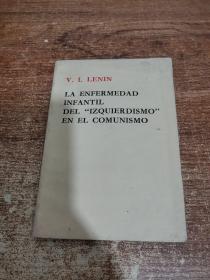 V. I. LENIN
LA ENFERMEDAD
INFANTIL
DEL "IZQUIERDISMO"
EN EL COMUNISMO